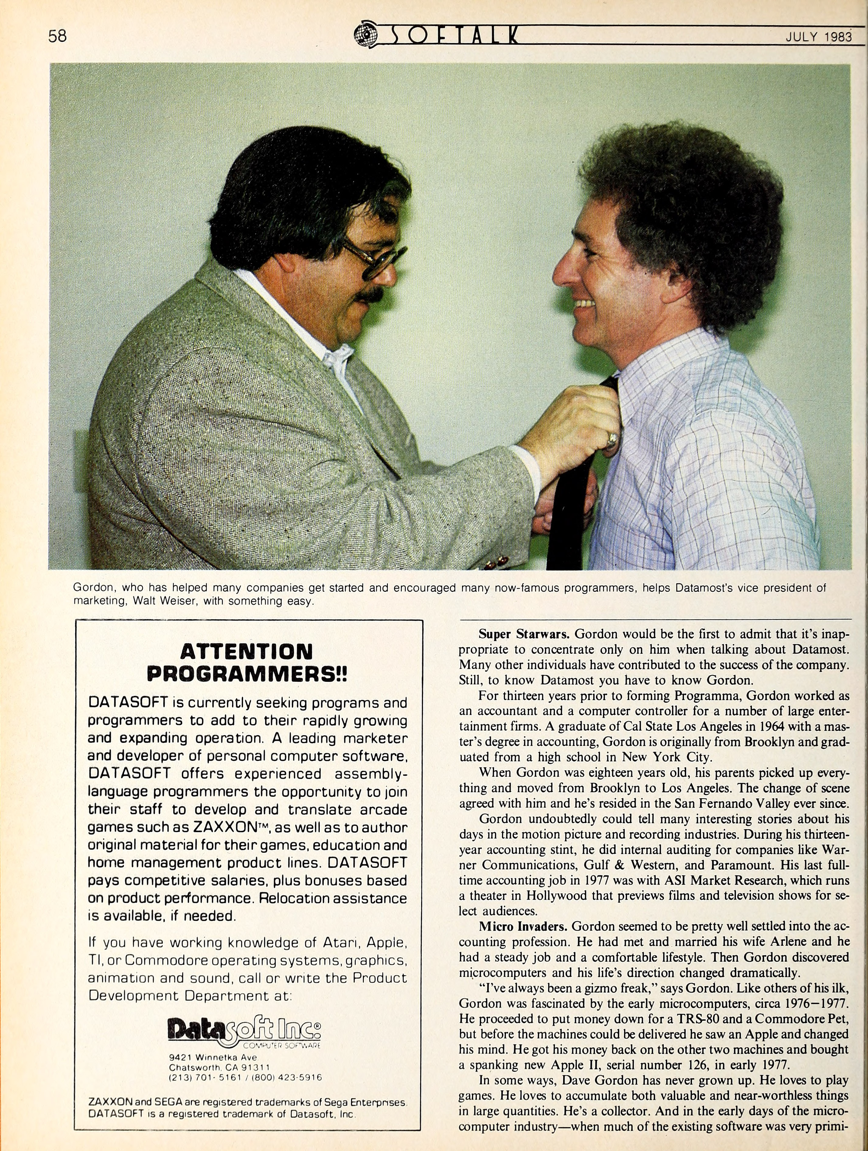 58
SOFTALK
JULY 1983
Gordon, who has helped many companies get started and encouraged many now-famous programmers, helps Datamost's vice president of
marketing, Walt Weiser, with something easy.
ATTENTION
PROGRAMMERS!!
DATASOFT is currently seeking programs and
programmers to add to their rapidly growing
and expanding operation. A leading marketer
and developer of personal computer software,
DATASOFT offers experienced assembly-
language programmers the opportunity to join
their staff to develop and translate arcade
games such as ZAXXON™, as well as to author
original material for their games, education and
home management product lines. DATASOFT
pays competitive salaries, plus bonuses based
on product performance. Relocation assistance
is available, if needed.
If you have working knowledge of Atari, Apple,
TI, or Commodore operating systems, graphics,
animation and sound, call or write the Product
Development Department at:
Datasoft Inc.®
COMPUTER SOFTWARE
9421 Winnetka Ave
Chatsworth, CA 91311
(213) 701-5161 / (800) 423-5916
ZAXXON and SEGA are registered trademarks of Sega Enterprises.
DATASOFT is a registered trademark of Datasoft, Inc.
Super Starwars. Gordon would be the first to admit that it's inap-
propriate to concentrate only on him when talking about Datamost.
Many other individuals have contributed to the success of the company.
Still, to know Datamost you have to know Gordon.
For thirteen years prior to forming Programma, Gordon worked as
an accountant and a computer controller for a number of large enter-
tainment firms. A graduate of Cal State Los Angeles in 1964 with a mas-
ter's degree in accounting, Gordon is originally from Brooklyn and grad-
uated from a high school in New York City.
When Gordon was eighteen years old, his parents picked up every-
thing and moved from Brooklyn to Los Angeles. The change of scene
agreed with him and he's resided in the San Fernando Valley ever since.
Gordon undoubtedly could tell many interesting stories about his
days in the motion picture and recording industries. During his thirteen-
year accounting stint, he did internal auditing for companies like War-
ner Communications, Gulf & Western, and Paramount. His last full-
time accounting job in 1977 was with ASI Market Research, which runs
a theater in Hollywood that previews films and television shows for se-
lect audiences.
Micro Invaders. Gordon seemed to be pretty well settled into the ac-
counting profession. He had met and married his wife Arlene and he
had a steady job and a comfortable lifestyle. Then Gordon discovered
microcomputers and his life's direction changed dramatically.
"I've always been a gizmo freak," says Gordon. Like others of his ilk,
Gordon was fascinated by the early microcomputers, circa 1976–1977.
He proceeded to put money down for a TRS-80 and a Commodore Pet,
but before the machines could be delivered he saw an Apple and changed
his mind. He got his money back on the other two machines and bought
a spanking new Apple II, serial number 126, in early 1977.
In some ways, Dave Gordon has never grown up. He loves to play
games. He loves to accumulate both valuable and near-worthless things
in large quantities. He's a collector. And in the early days of the micro-
computer industry—when much of the existing software was very primi-